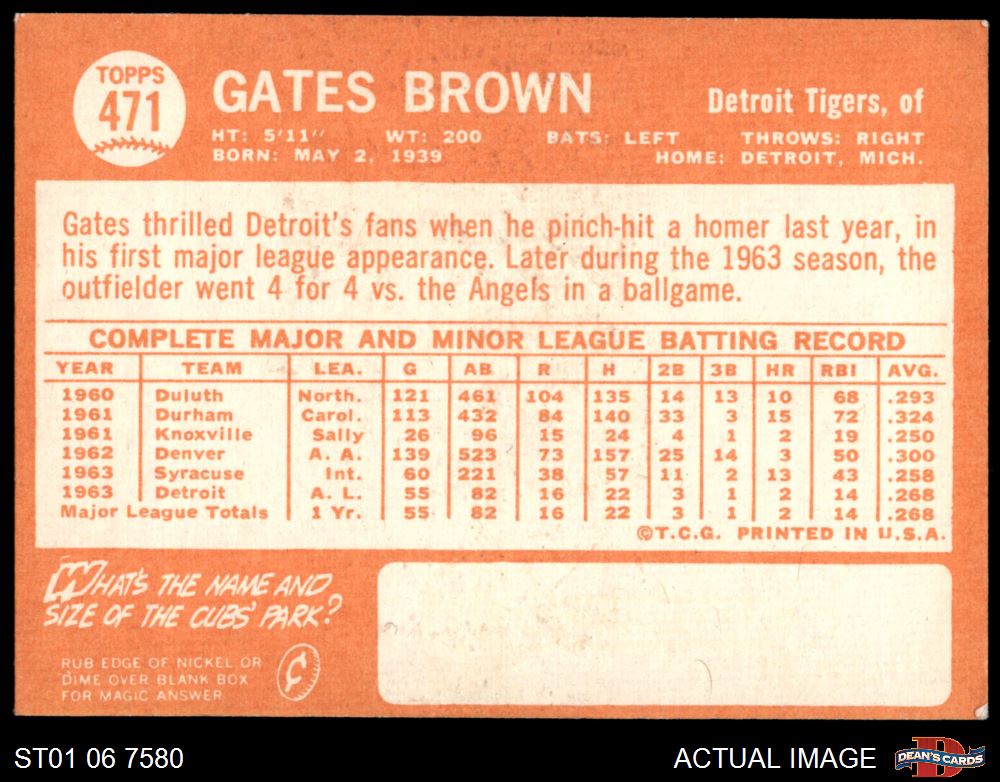 TOPPS
471
GATES BROWN
Detroit Tigers, of
HT: 5'11" WT: 200 BATS: LEFT THROWS: RIGHT
BORN: MAY 2, 1939 HOME: DETROIT, MICH.
Gates thrilled Detroit's fans when he pinch-hit a homer last year, in
his first major league appearance. Later during the 1963 season, the
outfielder went 4 for 4 vs. the Angels in a ballgame.
COMPLETE MAJOR AND MINOR LEAGUE BATTING RECORD
YEAR TEAM LEA. G AB R H 2B 3B HR RBI AVG.
1960 Duluth North. 121 461 104 135 14 13 10 68 .293
1961 Durham Carol. 113 432 84 140 33 3 15 72 .324
1961 Knoxville Sally 26 96 15 24 4 1 2 19 .250
1962 Denver A. A. 139 523 73 157 25 14 3 50 .300
1963 Syracuse Int. 60 221 38 57 11 2 13 43 .258
1963 Detroit A. L. 55 82 16 22 3 1 2 14 .268
Major League Totals 1 Yr. 55 82 16 22 3 1 2 14 .268
©T.C.G. PRINTED IN U.S.A.
WHAT'S THE NAME AND
SIZE OF THE CUBS' PARK?
RUB EDGE OF NICKEL OR
DIME OVER BLANK BOX
FOR MAGIC ANSWER
ST01 06 7580
ACTUAL IMAGE
D
DEAN'S CARDS